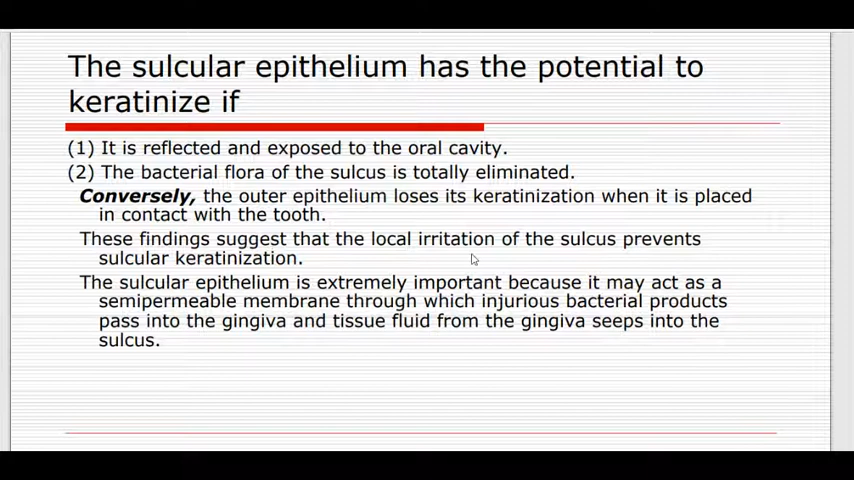 The sulcular epithelium has the potential to
keratinize if
(1) It is reflected and exposed to the oral cavity.
(2) The bacterial flora of the sulcus is totally eliminated.
Conversely, the outer epithelium loses its keratinization when it is placed
in contact with the tooth.
These findings suggest that the local irritation of the sulcus prevents
sulcular keratinization.
The sulcular epithelium is extremely important because it may act as a
semipermeable membrane through which injurious bacterial products
pass into the gingiva and tissue fluid from the gingiva seeps into the
sulcus.